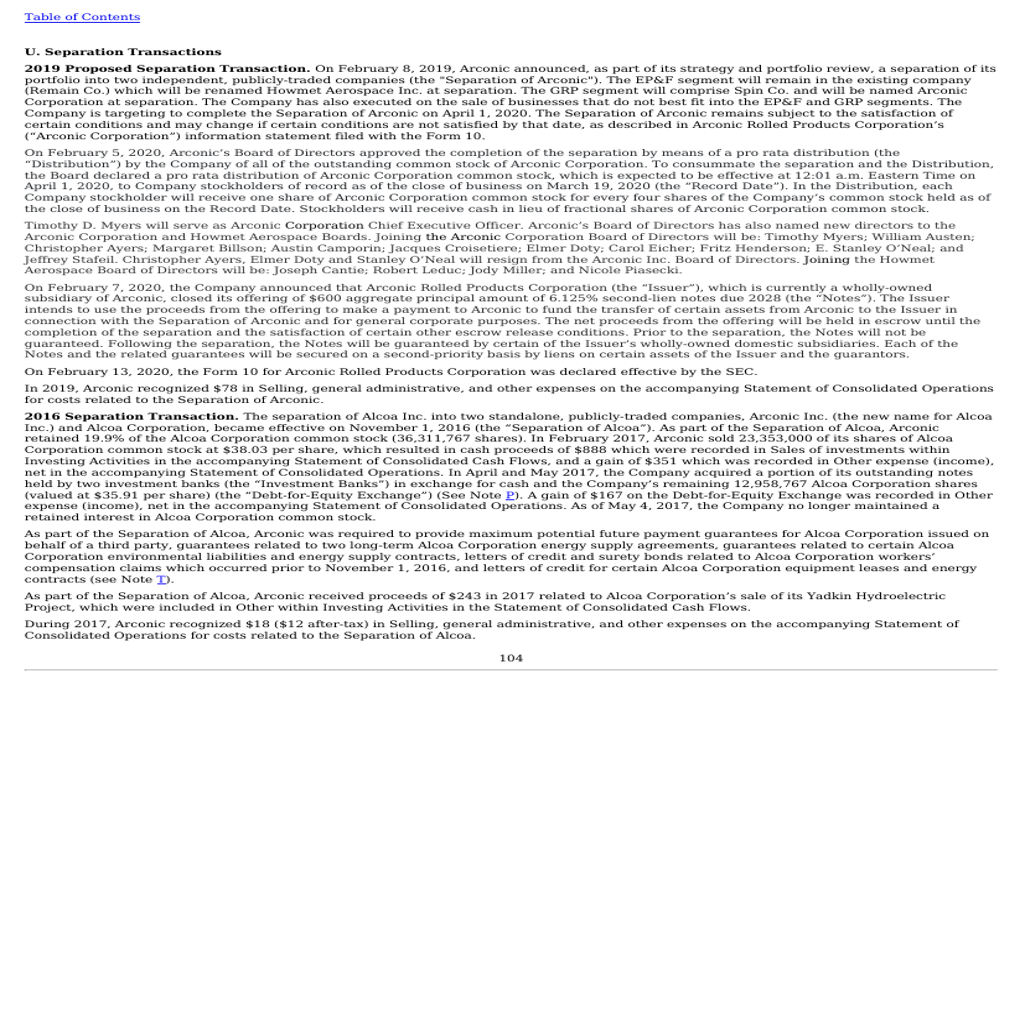 Table of Contents
U. Separation Transactions
2019 Proposed Separation Transaction. On February 8, 2019, Arconic announced, as part of its strategy and portfolio review, a separation of its
portfolio into two independent, publicly-traded companies (the "Separation of Arconic"). The EP&F segment will remain in the existing company
(Remain Co.) which will be renamed Howmet Aerospace Inc. at separation. The GRP segment will comprise Spin Co. and will be named Arconic
Corporation at separation. The Company has also executed on the sale of businesses that do not best fit into the EP&F and GRP segments. The
Company is targeting to complete the Separation of Arconic on April 1, 2020. The Separation of Arconic remains subject to the satisfaction of
certain conditions and may change if certain conditions are not satisfied by that date, as described in Arconic Rolled Products Corporation’s
(“Arconic Corporation”) information statement filed with the Form 10.
On February 5, 2020, Arconic’s Board of Directors approved the completion of the separation by means of a pro rata distribution (the
“Distribution”) by the Company of all of the outstanding common stock of Arconic Corporation. To consummate the separation and the Distribution,
the Board declared a pro rata distribution of Arconic Corporation common stock, which is expected to be effective at 12:01 a.m. Eastern Time on
April 1, 2020, to Company stockholders of record as of the close of business on March 19, 2020 (the “Record Date”). In the Distribution, each
Company stockholder will receive one share of Arconic Corporation common stock for every four shares of the Company’s common stock held as of
the close of business on the Record Date. Stockholders will receive cash in lieu of fractional shares of Arconic Corporation common stock.
Timothy D. Myers will serve as Arconic Corporation Chief Executive Officer. Arconic’s Board of Directors has also named new directors to the
Arconic Corporation and Howmet Aerospace Boards. Joining the Arconic Corporation Board of Directors will be: Timothy Myers; William Austen;
Christopher Ayers; Margaret Billson; Austin Camporin; Jacques Croisetiere; Elmer Doty; Carol Eicher; Fritz Henderson; E. Stanley O’Neal; and
Jeffrey Stafeil. Christopher Ayers, Elmer Doty and Stanley O’Neal will resign from the Arconic Inc. Board of Directors. Joining the Howmet
Aerospace Board of Directors will be: Joseph Cantie; Robert Leduc; Jody Miller; and Nicole Piasecki.
On February 7, 2020, the Company announced that Arconic Rolled Products Corporation (the “Issuer”), which is currently a wholly-owned
subsidiary of Arconic, closed its offering of $600 aggregate principal amount of 6.125% second-lien notes due 2028 (the “Notes”). The Issuer
intends to use the proceeds from the offering to make a payment to Arconic to fund the transfer of certain assets from Arconic to the Issuer in
connection with the Separation of Arconic and for general corporate purposes. The net proceeds from the offering will be held in escrow until the
completion of the separation and the satisfaction of certain other escrow release conditions. Prior to the separation, the Notes will not be
guaranteed. Following the separation, the Notes will be guaranteed by certain of the Issuer’s wholly-owned domestic subsidiaries. Each of the
Notes and the related guarantees will be secured on a second-priority basis by liens on certain assets of the Issuer and the guarantors.
On February 13, 2020, the Form 10 for Arconic Rolled Products Corporation was declared effective by the SEC.
In 2019, Arconic recognized $78 in Selling, general administrative, and other expenses on the accompanying Statement of Consolidated Operations
for costs related to the Separation of Arconic.
2016 Separation Transaction. The separation of Alcoa Inc. into two standalone, publicly-traded companies, Arconic Inc. (the new name for Alcoa
Inc.) and Alcoa Corporation, became effective on November 1, 2016 (the “Separation of Alcoa”). As part of the Separation of Alcoa, Arconic
retained 19.9% of the Alcoa Corporation common stock (36,311,767 shares). In February 2017, Arconic sold 23,353,000 of its shares of Alcoa
Corporation common stock at $38.03 per share, which resulted in cash proceeds of $888 which were recorded in Sales of investments within
Investing Activities in the accompanying Statement of Consolidated Cash Flows, and a gain of $351 which was recorded in Other expense (income),
net in the accompanying Statement of Consolidated Operations. In April and May 2017, the Company acquired a portion of its outstanding notes
held by two investment banks (the “Investment Banks”) in exchange for cash and the Company’s remaining 12,958,767 Alcoa Corporation shares
(valued at $35.91 per share) (the “Debt-for-Equity Exchange”) (See Note P). A gain of $167 on the Debt-for-Equity Exchange was recorded in Other
expense (income), net in the accompanying Statement of Consolidated Operations. As of May 4, 2017, the Company no longer maintained a
retained interest in Alcoa Corporation common stock.
As part of the Separation of Alcoa, Arconic was required to provide maximum potential future payment guarantees for Alcoa Corporation issued on
behalf of a third party, guarantees related to two long-term Alcoa Corporation energy supply agreements, guarantees related to certain Alcoa
Corporation environmental liabilities and energy supply contracts, letters of credit and surety bonds related to Alcoa Corporation workers’
compensation claims which occurred prior to November 1, 2016, and letters of credit for certain Alcoa Corporation equipment leases and energy
contracts (see Note T).
As part of the Separation of Alcoa, Arconic received proceeds of $243 in 2017 related to Alcoa Corporation’s sale of its Yadkin Hydroelectric
Project, which were included in Other within Investing Activities in the Statement of Consolidated Cash Flows.
During 2017, Arconic recognized $18 ($12 after-tax) in Selling, general administrative, and other expenses on the accompanying Statement of
Consolidated Operations for costs related to the Separation of Alcoa.
104